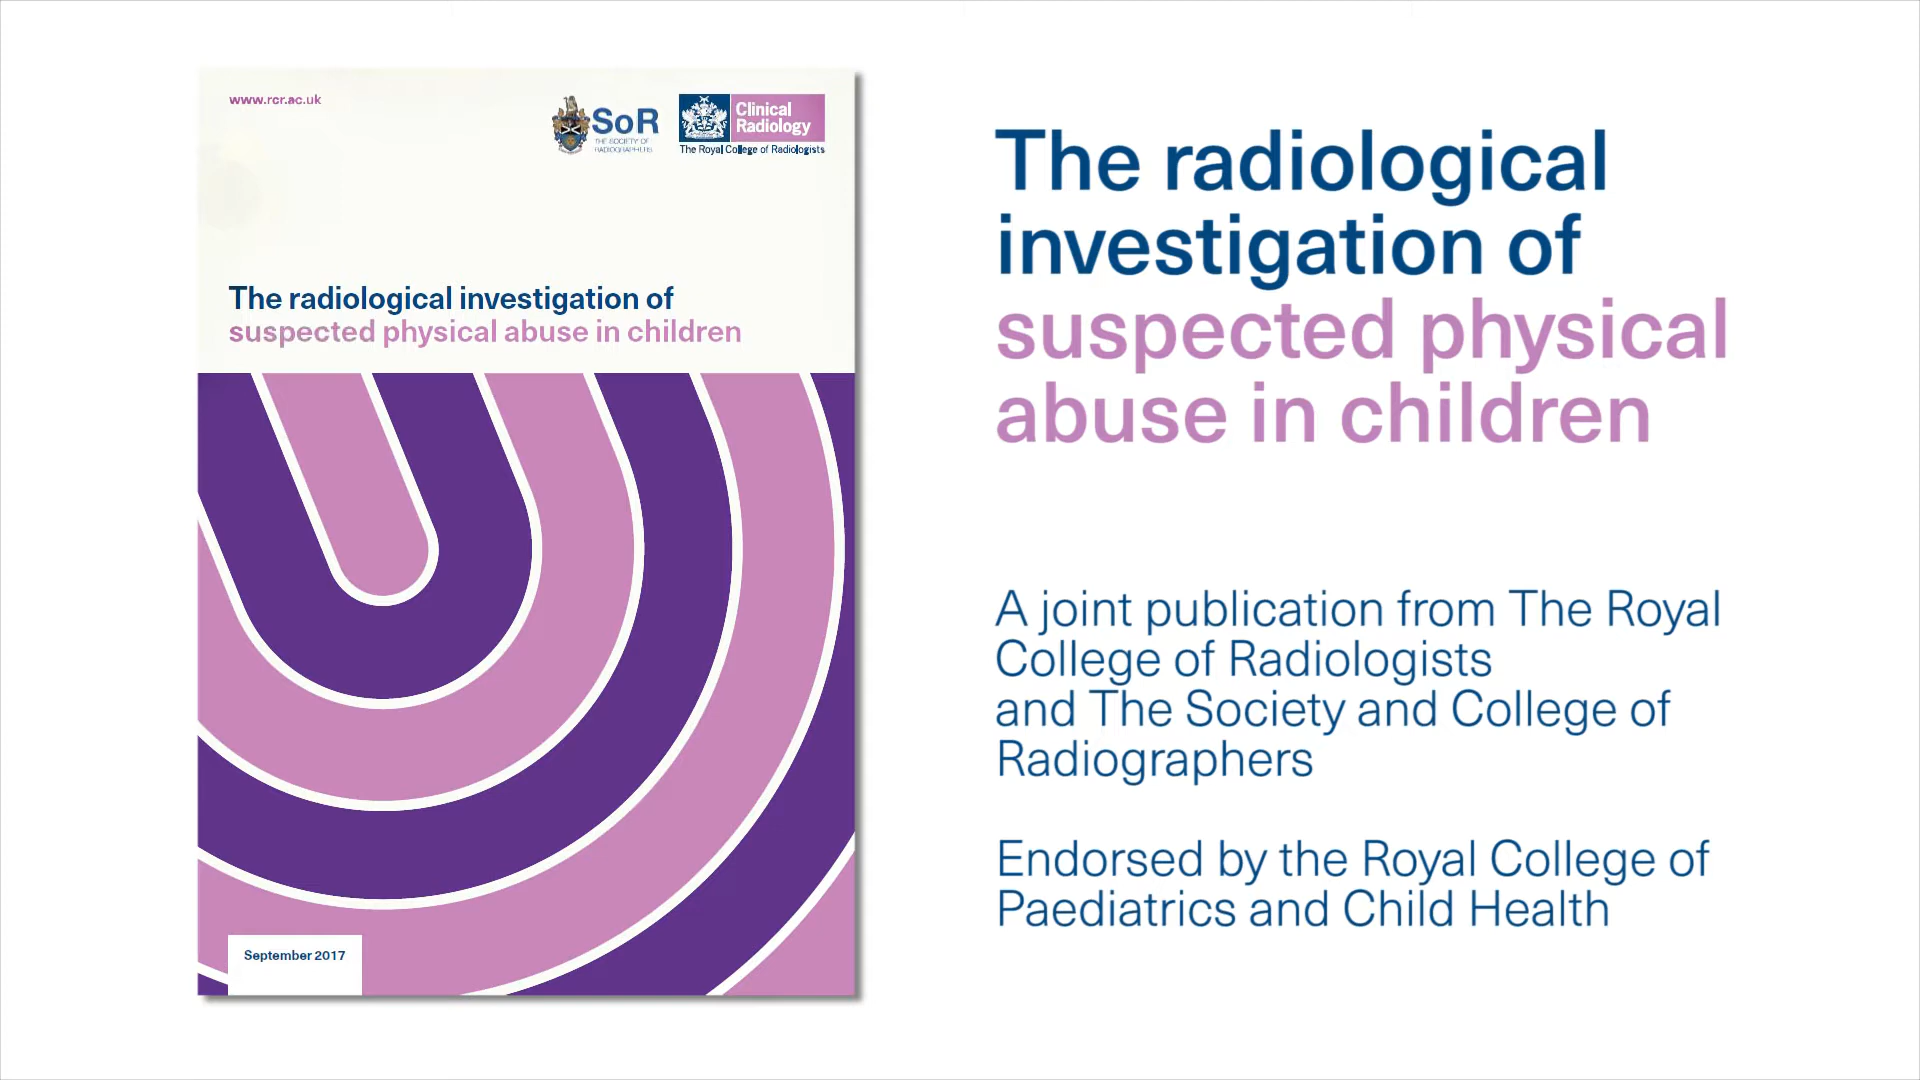 www.rcr.ac.uk
SoR
THE SOCIETY OF
RADIOGRAPHERS
Clinical
Radiology
The Royal College of Radiologists
The radiological investigation of
suspected physical abuse in children
September 2017
The radiological
investigation of
suspected physical
abuse in children
A joint publication from The Royal
College of Radiologists
and The Society and College of
Radiographers
Endorsed by the Royal College of
Paediatrics and Child Health